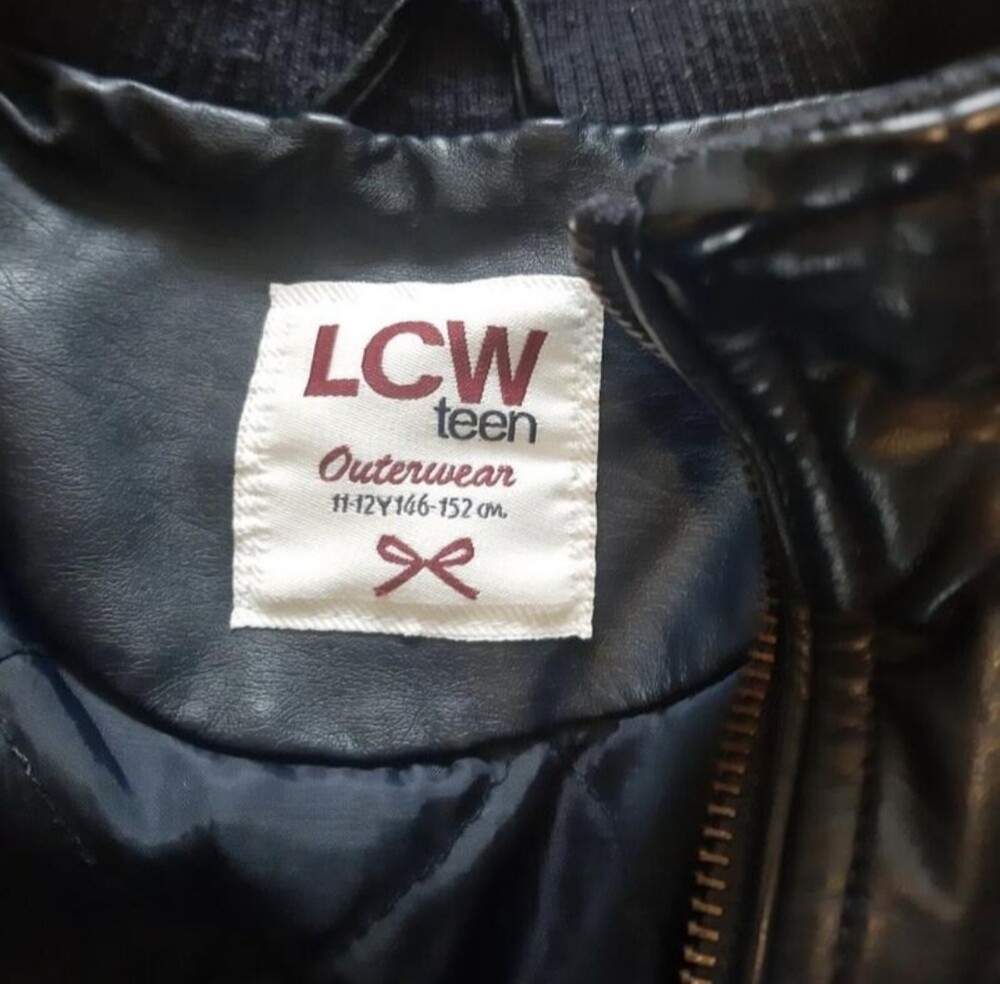 LCW
teen
Outerwear
11-12Y 146-152 cm.